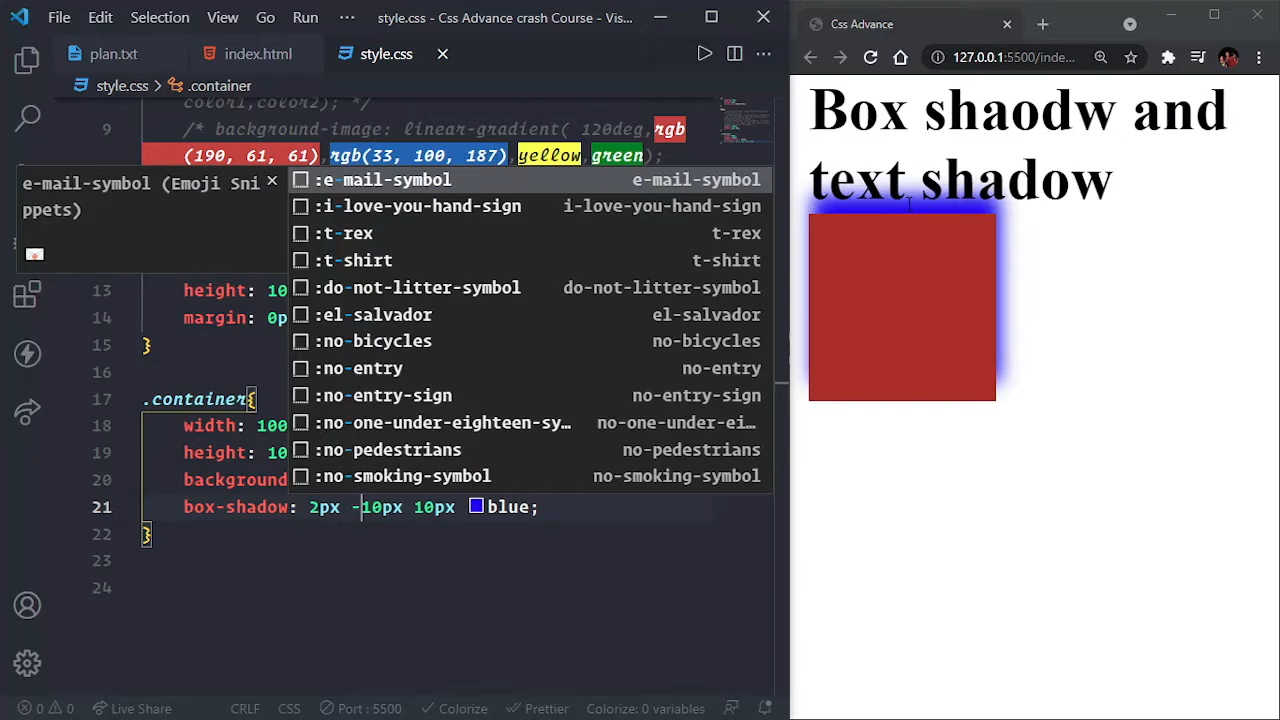 File Edit Selection View Go Run ··· style.css - Css Advance crash Course - Vis...
plan.txt index.html style.css
style.css > .container
color1,color2); */
9 /* background-image: linear-gradient( 120deg,rgb
(190, 61, 61),rgb(33, 100, 187),yellow,green);
e-mail-symbol (Emoji Sni
ppets)
:e-mail-symbol e-mail-symbol
:i-love-you-hand-sign i-love-you-hand-sign
:t-rex t-rex
:t-shirt t-shirt
:do-not-litter-symbol do-not-litter-symbol
:el-salvador el-salvador
:no-bicycles no-bicycles
:no-entry no-entry
:no-entry-sign no-entry-sign
:no-one-under-eighteen-sy... no-one-under-ei...
:no-pedestrians no-pedestrians
:no-smoking-symbol no-smoking-symbol
13 height: 10
14 margin: 0p
15 }
16
17 .container{
18 width: 100
19 height: 10
20 background
21 box-shadow: 2px -10px 10px blue;
22 }
23
24
0 0 Live Share CRLF CSS Port : 5500 Colorize Prettier Colorize: 0 variables
Css Advance
127.0.0.1:5500/inde...
Box shaodw and
text shadow